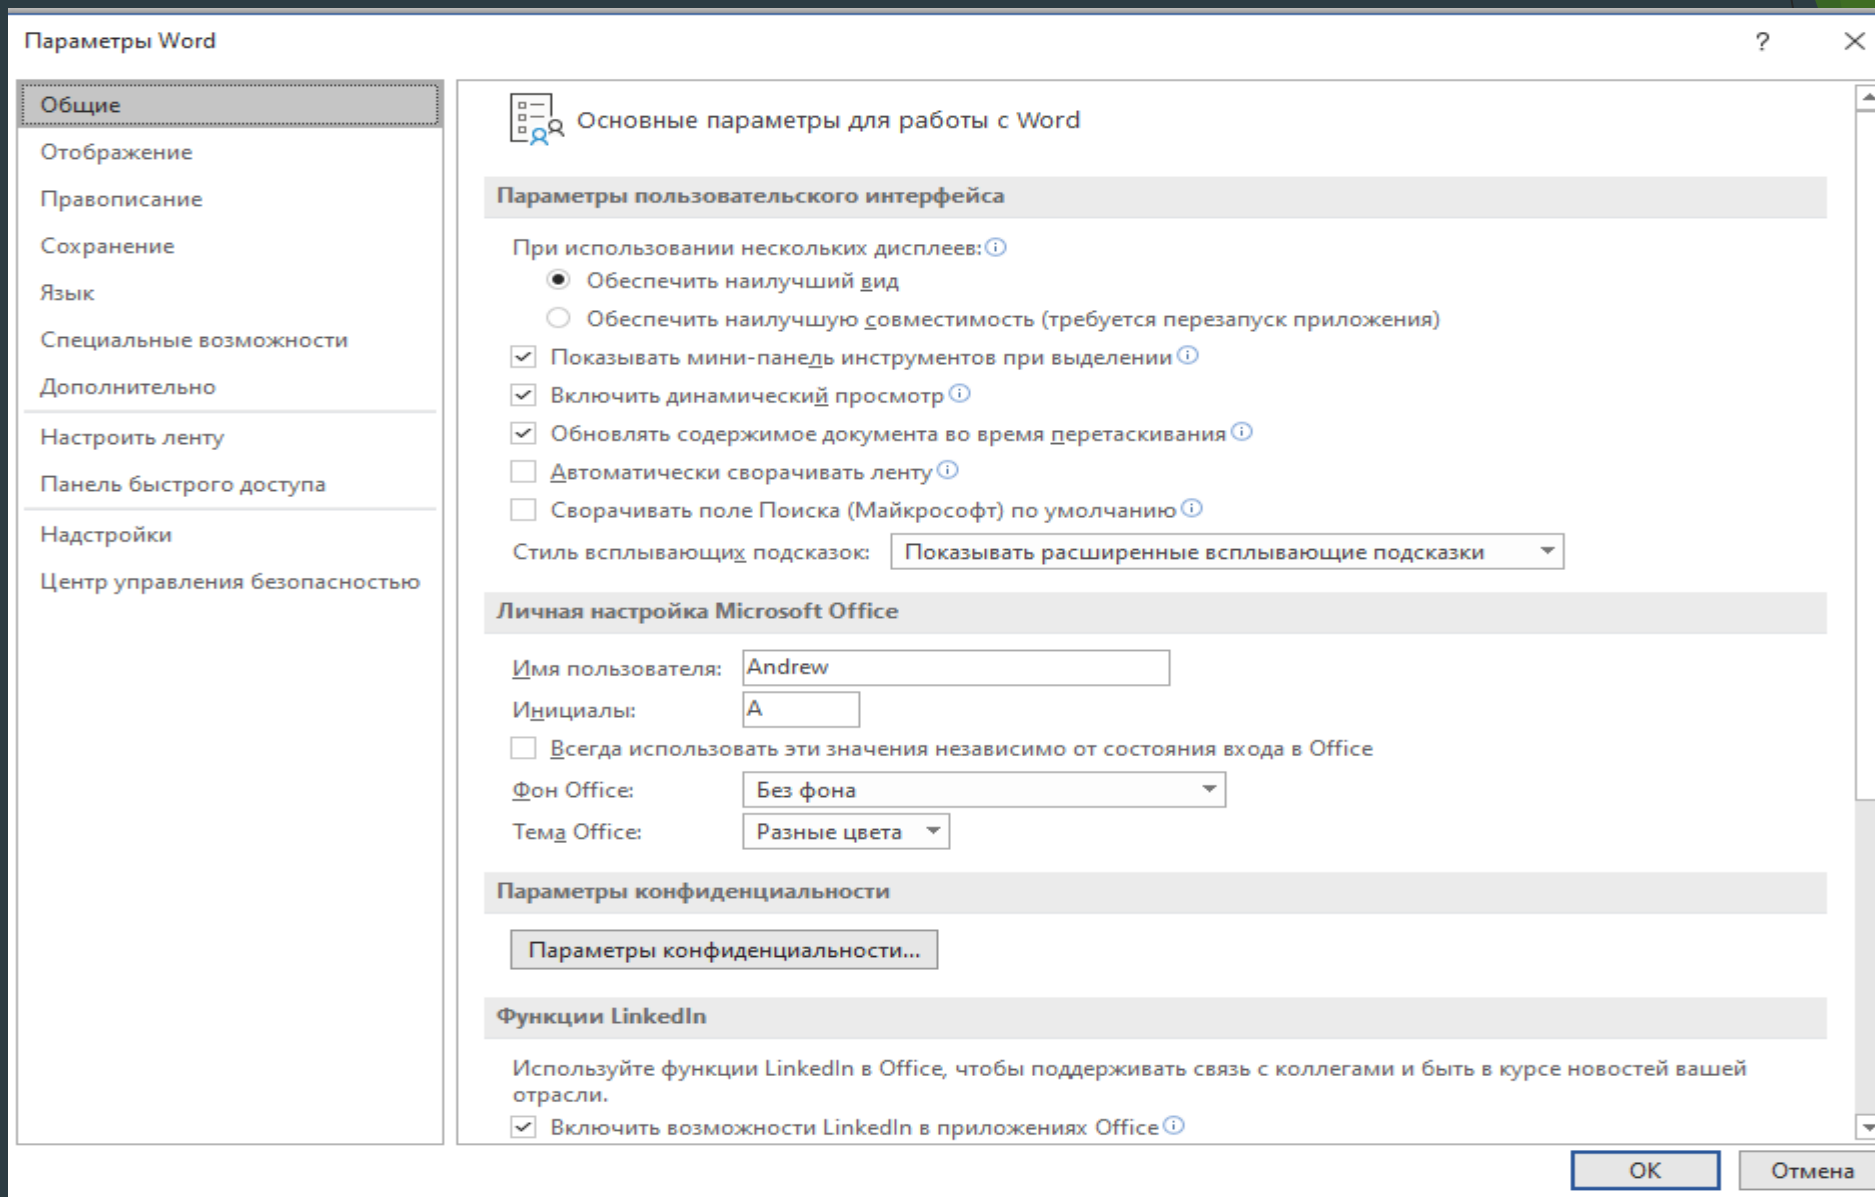 Параметры Word
?
Общие
Отображение
Правописание
Сохранение
Язык
Специальные возможности
Дополнительно
Настроить ленту
Панель быстрого доступа
Надстройки
Центр управления безопасностью
Основные параметры для работы с Word
Параметры пользовательского интерфейса
При использовании нескольких дисплеев:
Обеспечить наилучший вид
Обеспечить наилучшую совместимость (требуется перезапуск приложения)
Показывать мини-панель инструментов при выделении
Включить динамический просмотр
Обновлять содержимое документа во время перетаскивания
Автоматически сворачивать ленту
Сворачивать поле Поиска (Майкрософт) по умолчанию
Стиль всплывающих подсказок: Показывать расширенные всплывающие подсказки
Личная настройка Microsoft Office
Имя пользователя: Andrew
Инициалы: A
Всегда использовать эти значения независимо от состояния входа в Office
Фон Office: Без фона
Тема Office: Разные цвета
Параметры конфиденциальности
Параметры конфиденциальности...
Функции LinkedIn
Используйте функции LinkedIn в Office, чтобы поддерживать связь с коллегами и быть в курсе новостей вашей
отрасли.
Включить возможности LinkedIn в приложениях Office
ОК Отмена